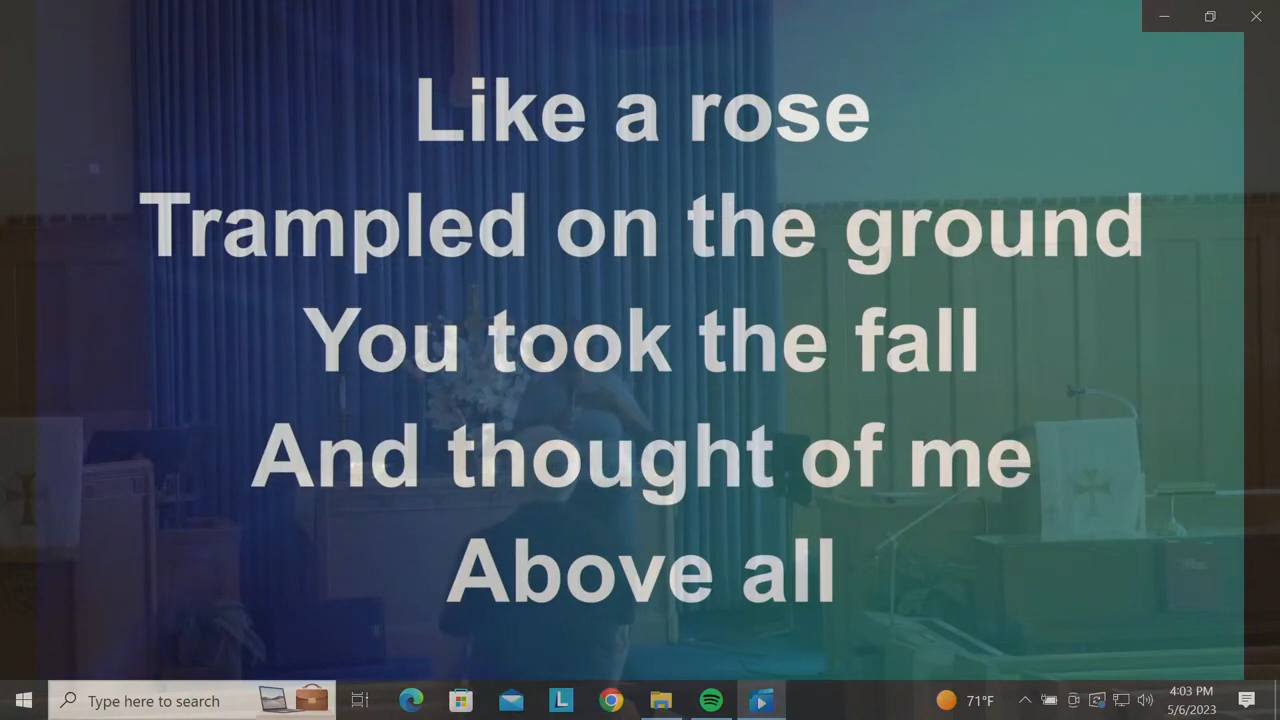 Like a rose
Trampled on the ground
You took the fall
And thought of me
Above all
Type here to search
L
71°F
4:03 PM
5/6/2023